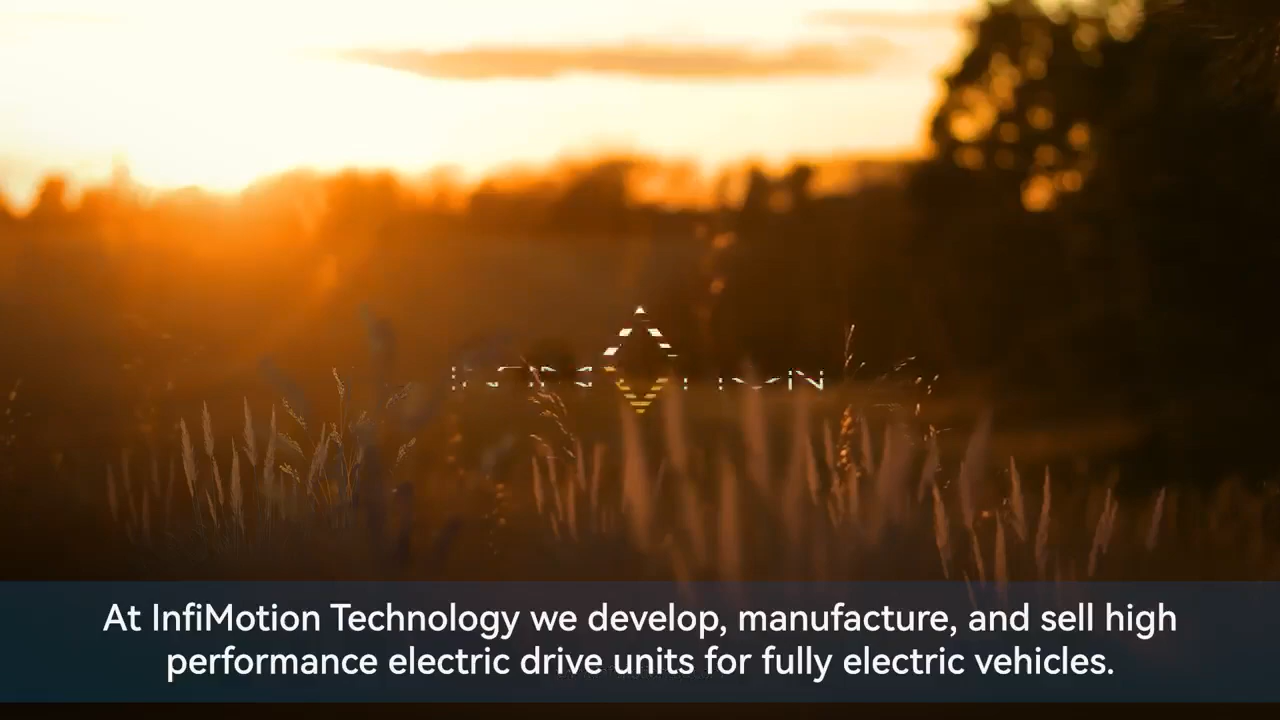 At InfiMotion Technology we develop, manufacture, and sell high
performance electric drive units for fully electric vehicles.